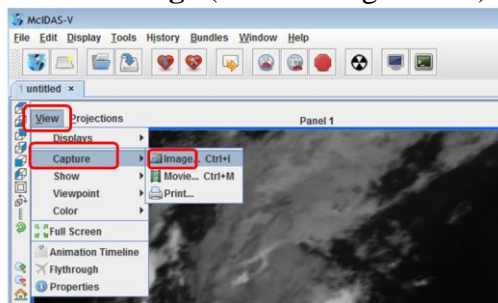 McIDAS-V
File Edit Display Tools History Bundles Window Help
1 untitled ×
View Projections
Panel 1
Displays
Capture
Image... Ctrl+I
Show
Movie... Ctrl+M
Viewpoint
Print...
Color
Full Screen
Animation Timeline
Flythrough
Properties